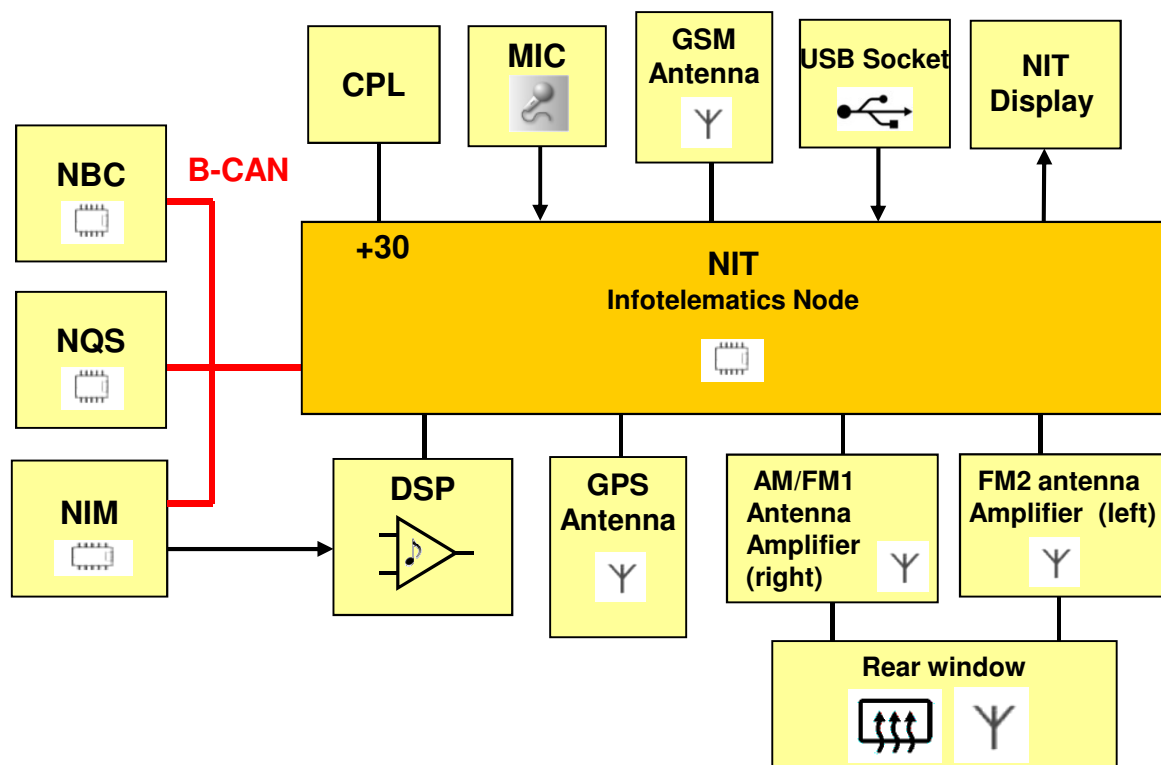 CPL
MIC
GSM
Antenna
USB Socket
NIT
Display
NBC
B-CAN
+30
NIT
Infotelematics Node
NQS
NIM
DSP
GPS
Antenna
AM/FM1
Antenna
Amplifier
(right)
FM2 antenna
Amplifier (left)
Rear window